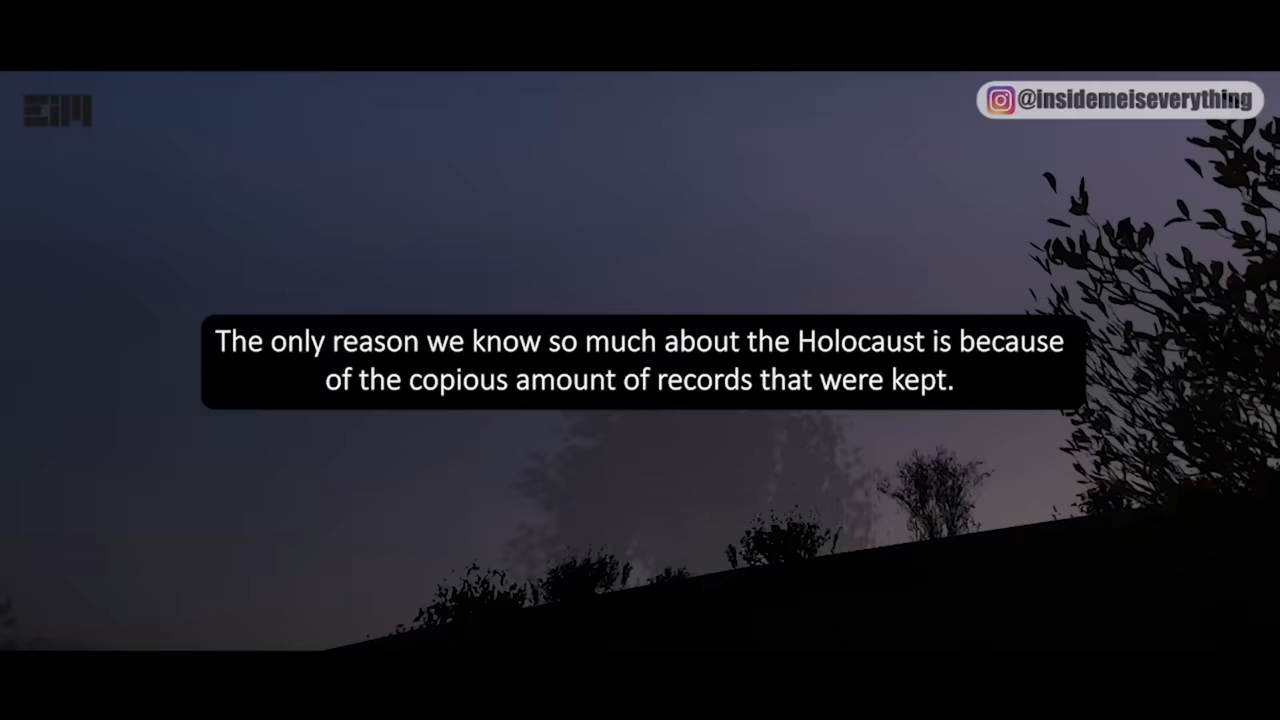 EiM
@insidemeiseverything
The only reason we know so much about the Holocaust is because
of the copious amount of records that were kept.